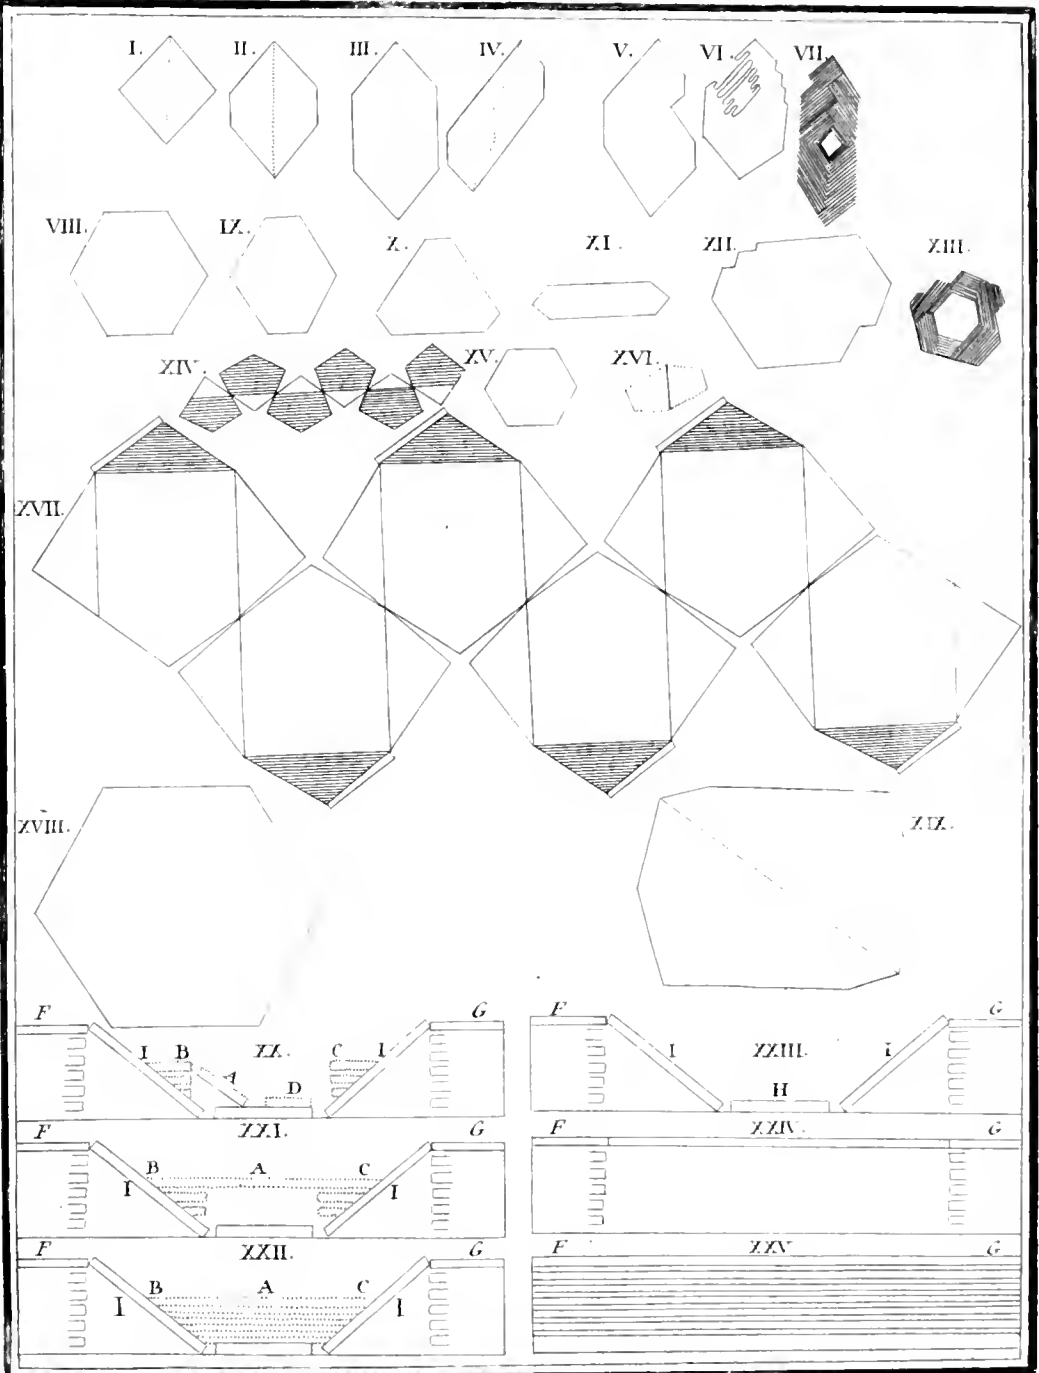 I. II. III. IV. V. VI. VII.
VIII. IX. X. XI. XII. XIII.
XIV. XV. XVI.
XVII.
XVIII. XIX.
F G F G
I B XX. C I I XXIII. I
A D H
XXI. XXIV.
F G F G
B A C
I I
XXII. XXV
F G F G
B A C
I I